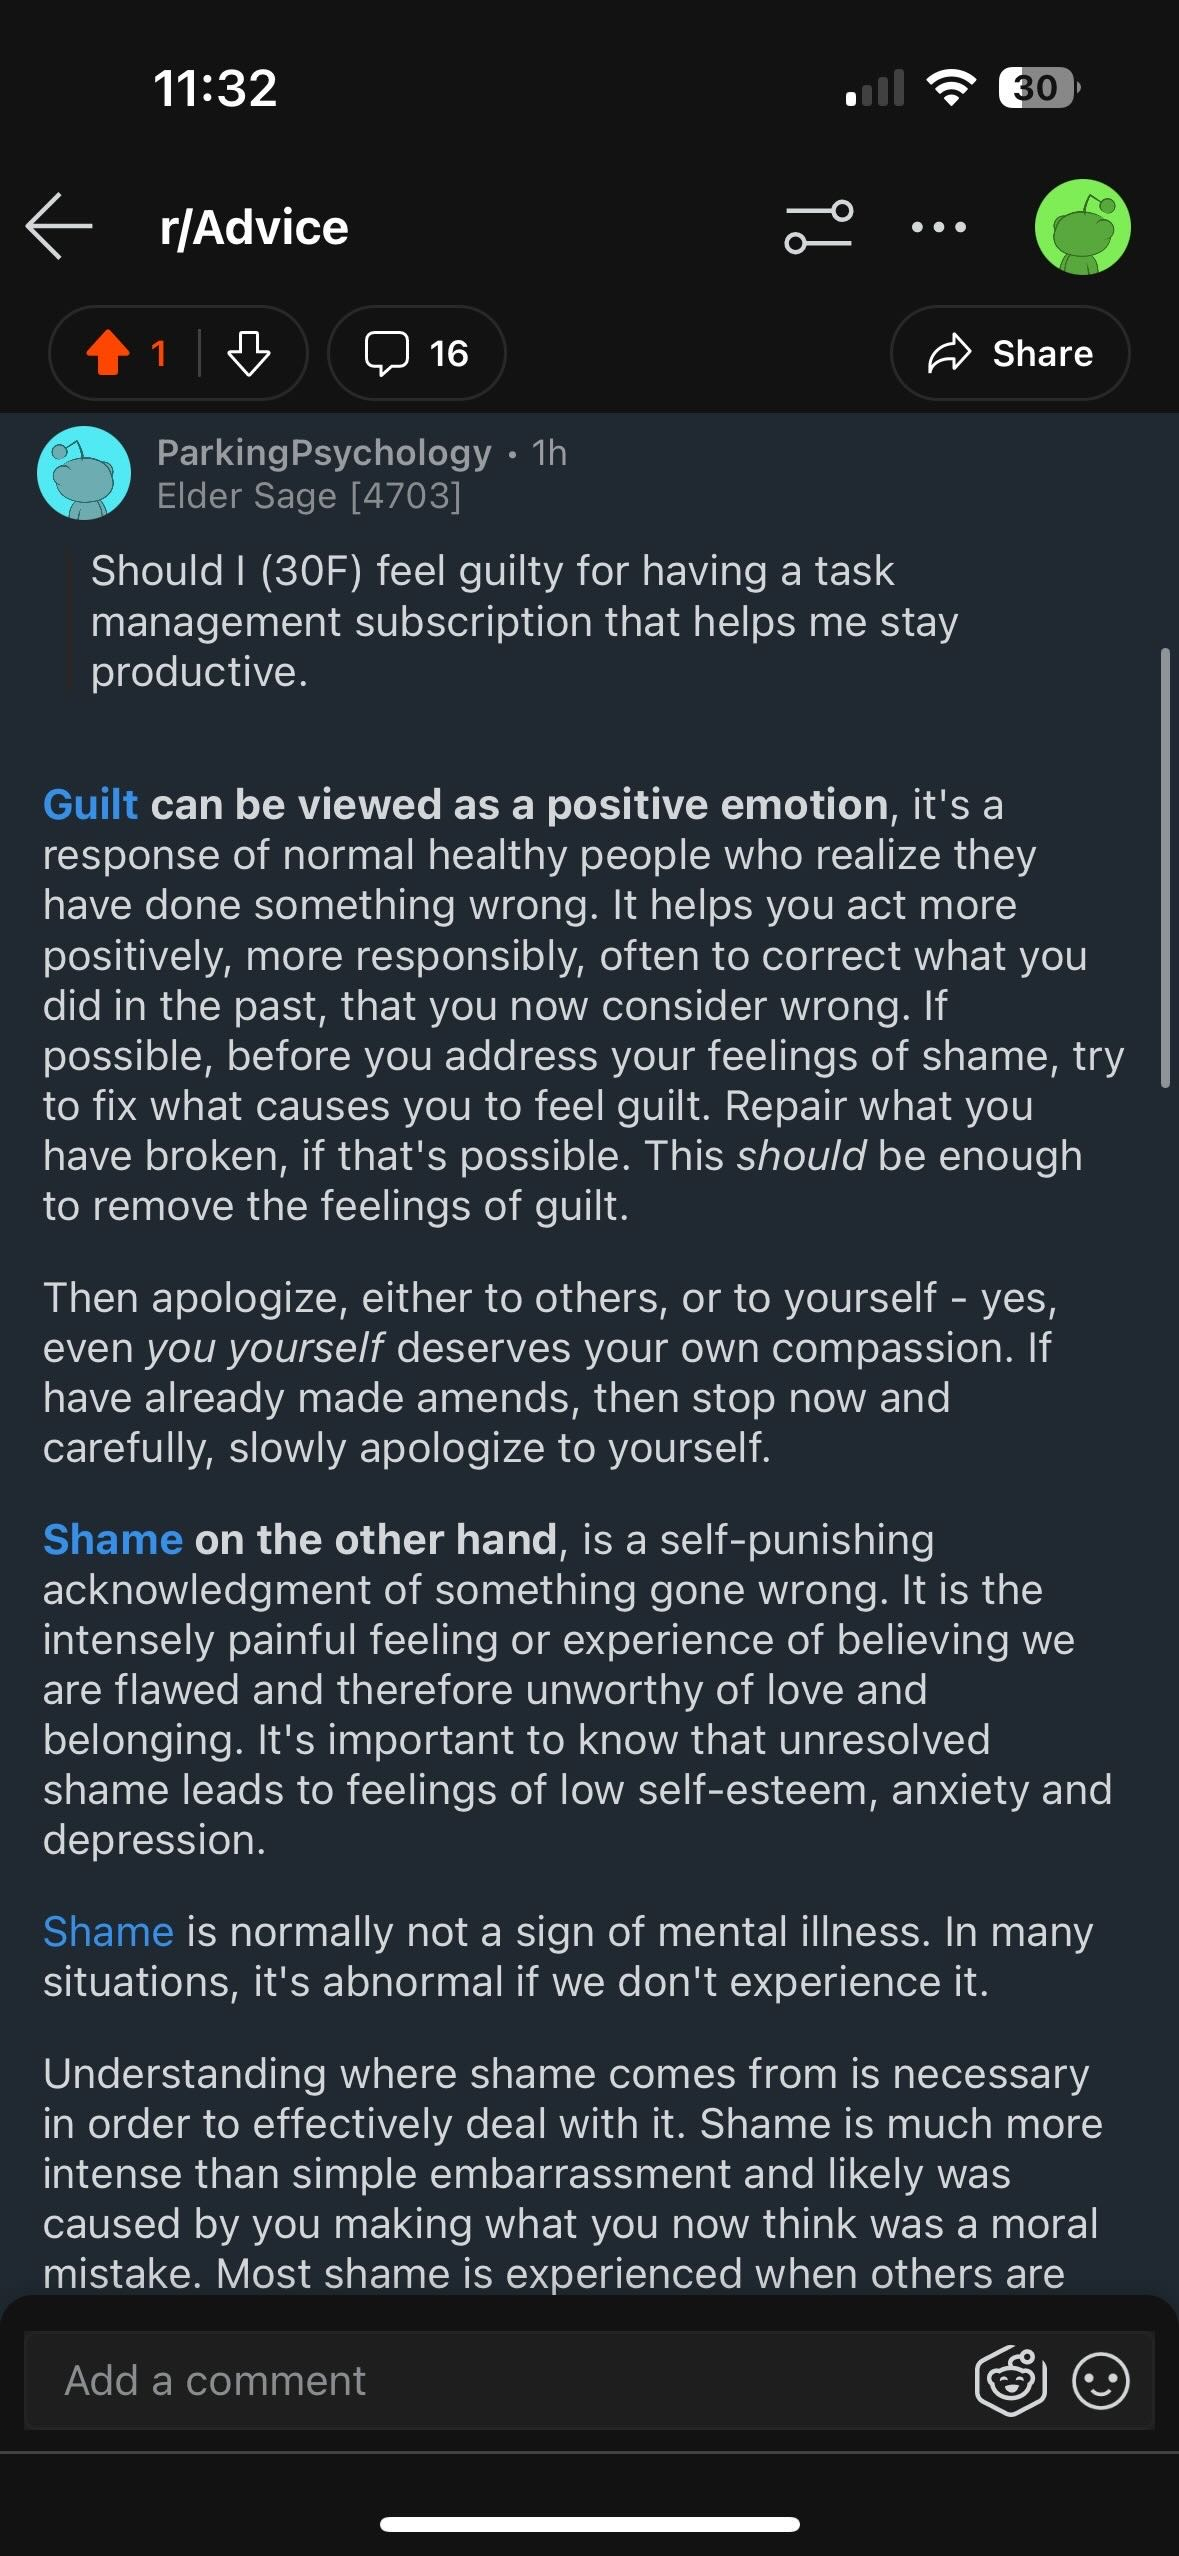 11:32
30
r/Advice
1
16
Share
ParkingPsychology • 1h
Elder Sage [4703]
Should I (30F) feel guilty for having a task
management subscription that helps me stay
productive.
Guilt can be viewed as a positive emotion, it's a
response of normal healthy people who realize they
have done something wrong. It helps you act more
positively, more responsibly, often to correct what you
did in the past, that you now consider wrong. If
possible, before you address your feelings of shame, try
to fix what causes you to feel guilt. Repair what you
have broken, if that's possible. This should be enough
to remove the feelings of guilt.
Then apologize, either to others, or to yourself - yes,
even you yourself deserves your own compassion. If
have already made amends, then stop now and
carefully, slowly apologize to yourself.
Shame on the other hand, is a self-punishing
acknowledgment of something gone wrong. It is the
intensely painful feeling or experience of believing we
are flawed and therefore unworthy of love and
belonging. It's important to know that unresolved
shame leads to feelings of low self-esteem, anxiety and
depression.
Shame is normally not a sign of mental illness. In many
situations, it's abnormal if we don't experience it.
Understanding where shame comes from is necessary
in order to effectively deal with it. Shame is much more
intense than simple embarrassment and likely was
caused by you making what you now think was a moral
mistake. Most shame is experienced when others are
Add a comment